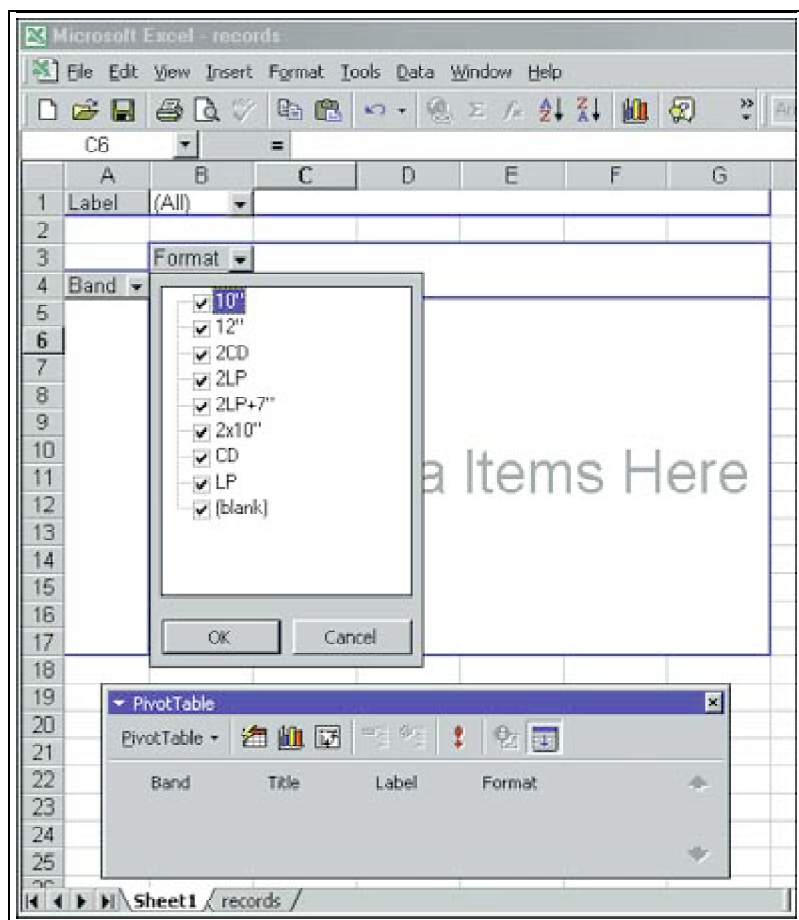 Microsoft Excel - records
File Edit View Insert Format Tools Data Window Help
C6 =
A B C D E F G
1 Label (All)
2
3 Format
4 Band
5 10"
6 12"
7 2CD
8 2LP
9 2LP+7"
10 2x10"
11 CD
12 LP
13 (blank)
a Items Here
14
15
16
17 OK Cancel
18
19 PivotTable
20 PivotTable
21
22 Band Title Label Format
23
24
25
Sheet1 records